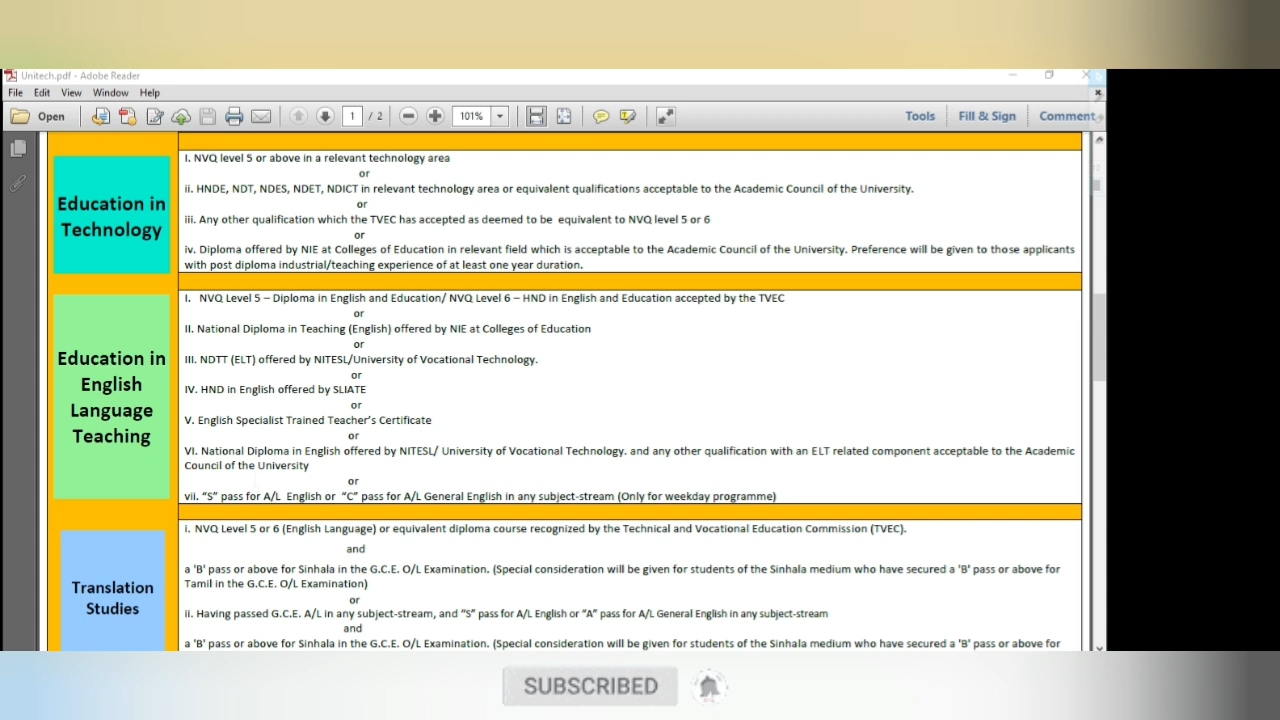 Unitech.pdf - Adobe Reader
File Edit View Window Help
Open 1 / 2 101% Tools Fill & Sign Comment
Education in
Technology
I. NVQ level 5 or above in a relevant technology area
or
ii. HNDE, NDT, NDES, NDET, NDICT in relevant technology area or equivalent qualifications acceptable to the Academic Council of the University.
or
iii. Any other qualification which the TVEC has accepted as deemed to be equivalent to NVQ level 5 or 6
or
iv. Diploma offered by NIE at Colleges of Education in relevant field which is acceptable to the Academic Council of the University. Preference will be given to those applicants
with post diploma industrial/teaching experience of at least one year duration.
Education in
English
Language
Teaching
I. NVQ Level 5 – Diploma in English and Education/ NVQ Level 6 – HND in English and Education accepted by the TVEC
or
II. National Diploma in Teaching (English) offered by NIE at Colleges of Education
or
III. NDTT (ELT) offered by NITESL/University of Vocational Technology.
or
IV. HND in English offered by SLIATE
or
V. English Specialist Trained Teacher's Certificate
or
VI. National Diploma in English offered by NITESL/ University of Vocational Technology. and any other qualification with an ELT related component acceptable to the Academic
Council of the University
or
vii. "S" pass for A/L English or "C" pass for A/L General English in any subject-stream (Only for weekday programme)
Translation
Studies
i. NVQ Level 5 or 6 (English Language) or equivalent diploma course recognized by the Technical and Vocational Education Commission (TVEC).
and
a 'B' pass or above for Sinhala in the G.C.E. O/L Examination. (Special consideration will be given for students of the Sinhala medium who have secured a 'B' pass or above for
Tamil in the G.C.E. O/L Examination)
or
ii. Having passed G.C.E. A/L in any subject-stream, and "S" pass for A/L English or "A" pass for A/L General English in any subject-stream
and
a 'B' pass or above for Sinhala in the G.C.E. O/L Examination. (Special consideration will be given for students of the Sinhala medium who have secured a 'B' pass or above for
SUBSCRIBED